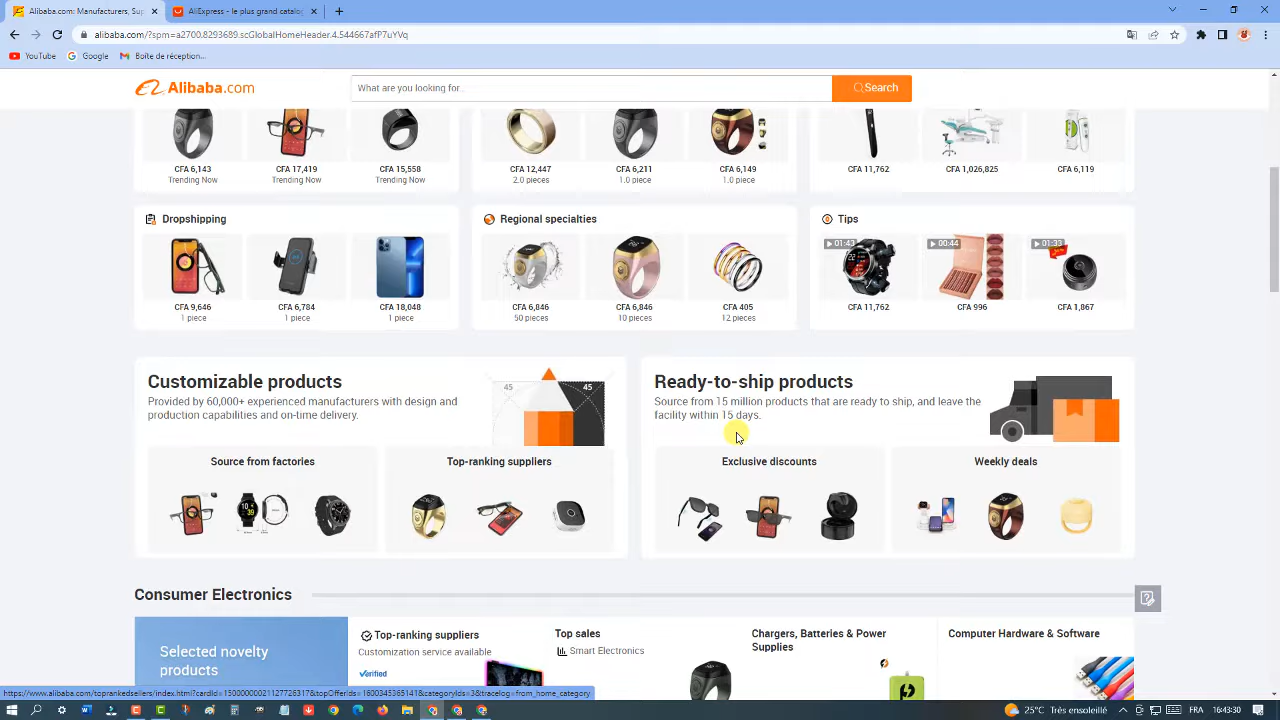 Alibaba.com: Manufacturers, Sup
AliExpress - le plus grand catalog
alibaba.com/?spm=a2700.8293689.scGlobalHomeHeader.4.544667afP7uYVq
YouTube
Google
Boîte de réception...
Alibaba.com
What are you looking for..
Search
CFA 6,143
CFA 17,419
CFA 15,558
CFA 12,447
CFA 6,211
CFA 6,149
CFA 11,762
CFA 1,026,825
CFA 6,119
Trending Now
Trending Now
Trending Now
2.0 pieces
1.0 piece
1.0 piece
Dropshipping
Regional specialties
Tips
01:43
00:44
01:33
CFA 9,646
CFA 6,784
CFA 18,048
CFA 6,846
CFA 6,846
CFA 405
CFA 11,762
CFA 996
CFA 1,867
1 piece
1 piece
1 piece
50 pieces
10 pieces
12 pieces
Customizable products
Provided by 60,000+ experienced manufacturers with design and
production capabilities and on-time delivery.
45
45
Ready-to-ship products
Source from 15 million products that are ready to ship, and leave the
facility within 15 days.
Source from factories
Top-ranking suppliers
Exclusive discounts
Weekly deals
Consumer Electronics
Selected novelty
products
Top-ranking suppliers
Customization service available
Verified
Top sales
Smart Electronics
Chargers, Batteries & Power
Supplies
Computer Hardware & Software
https://www.alibaba.com/toprankedsellers/index.html?cardId=1500000002112772631​7&topOfferIds=1600345365141&categoryIds=3&tracelog=from_home_category
25°C Très ensoleillé
FRA
16:43:30